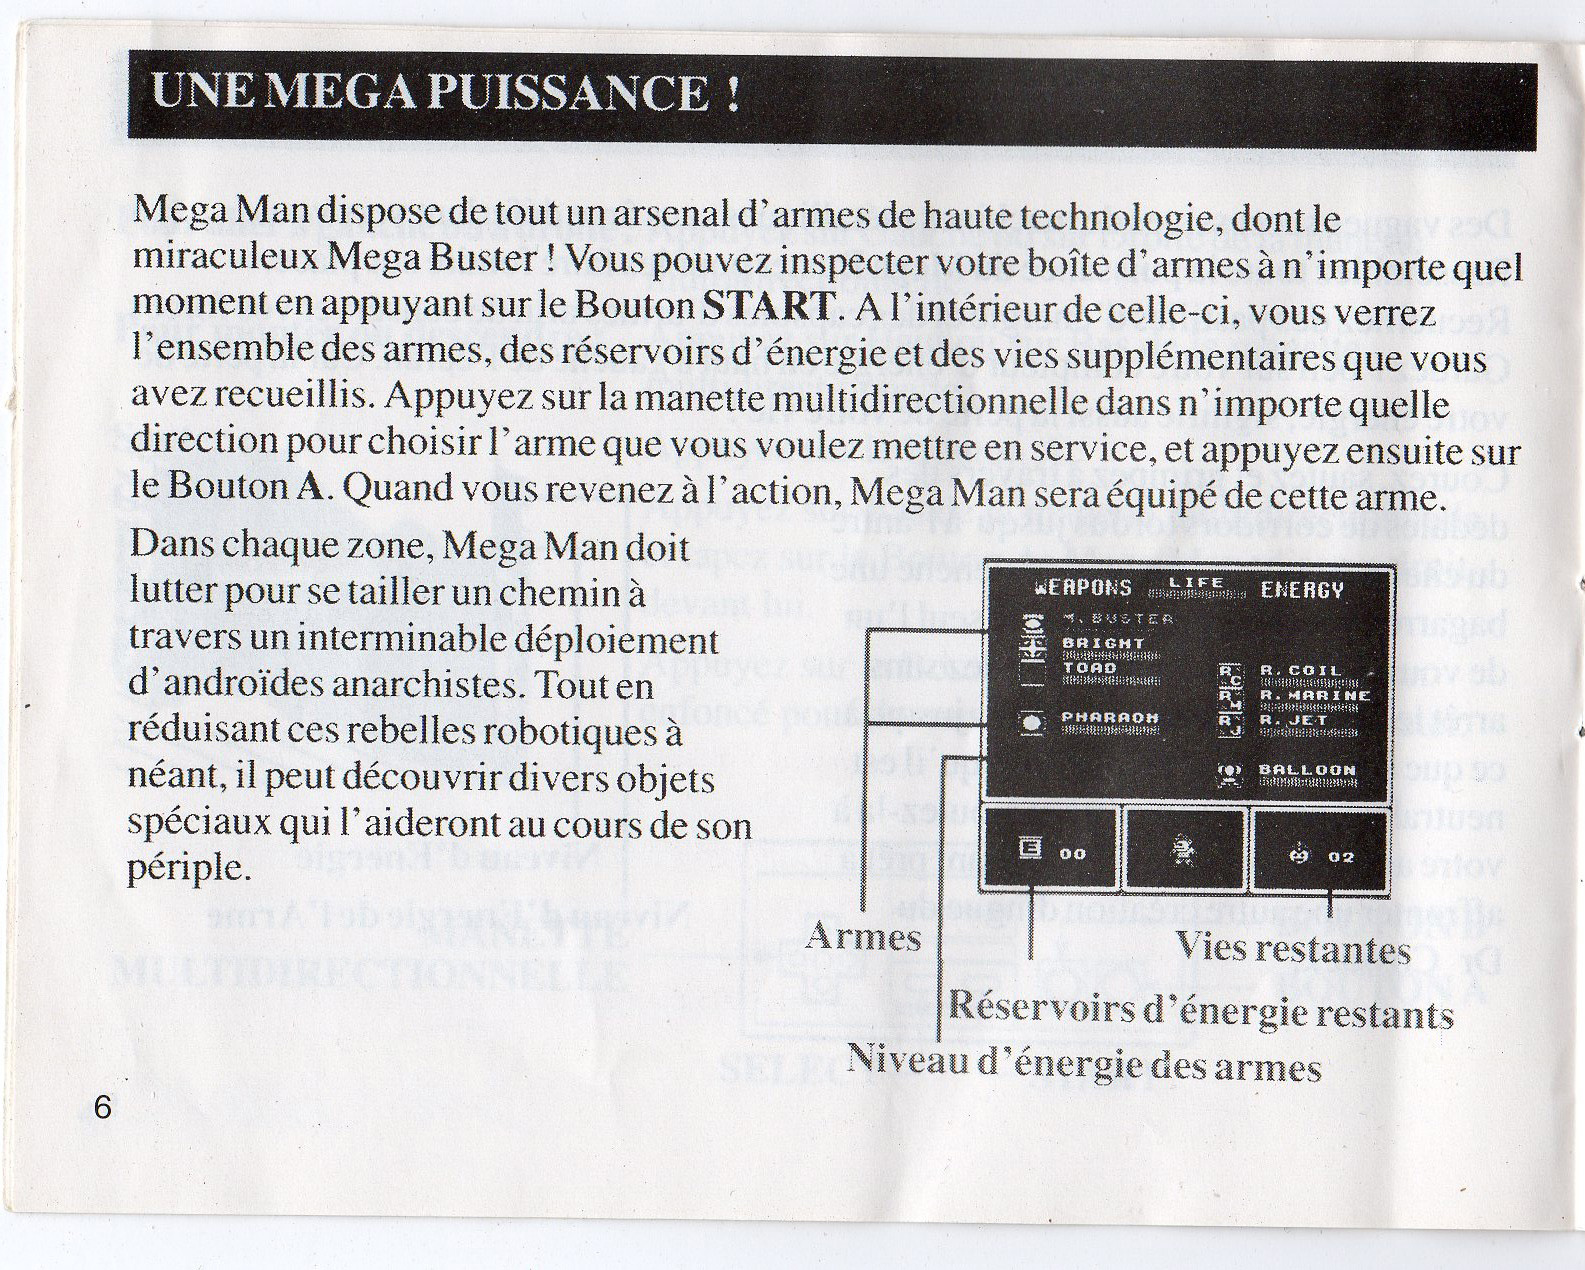 UNE MEGA PUISSANCE !
Mega Man dispose de tout un arsenal d'armes de haute technologie, dont le
miraculeux Mega Buster ! Vous pouvez inspecter votre boîte d'armes à n'importe quel
moment en appuyant sur le Bouton START. A l'intérieur de celle-ci, vous verrez
l'ensemble des armes, des réservoirs d'énergie et des vies supplémentaires que vous
avez recueillis. Appuyez sur la manette multidirectionnelle dans n'importe quelle
direction pour choisir l'arme que vous voulez mettre en service, et appuyez ensuite sur
le Bouton A. Quand vous revenez à l'action, Mega Man sera équipé de cette arme.
Dans chaque zone, Mega Man doit
lutter pour se tailler un chemin à
travers un interminable déploiement
d'androïdes anarchistes. Tout en
réduisant ces rebelles robotiques à
néant, il peut découvrir divers objets
spéciaux qui l'aideront au cours de son
périple.
WEAPONS LIFE ENERGY
M. BUSTER
BRIGHT
TOAD
PHARAOH
RC R. COIL
RM R. MARINE
RJ R. JET
BALLOON
E 00
02
Armes
Vies restantes
Réservoirs d'énergie restants
Niveau d'énergie des armes
6